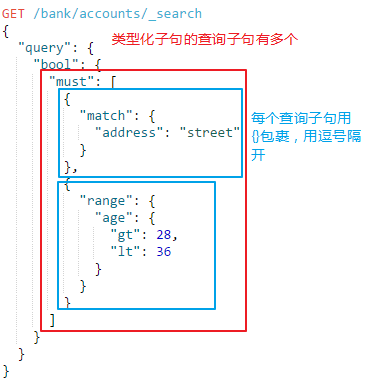 GET /bank/accounts/_search
{
"query": {
类型化子句的查询子句有多个
"bool": {
"must": [
{
"match": {
"address": "street"
}
},
每个查询子句用
{}包裹，用逗号隔
开
{
"range": {
"age": {
"gt": 28,
"lt": 36
}
}
}
]
}
}
}